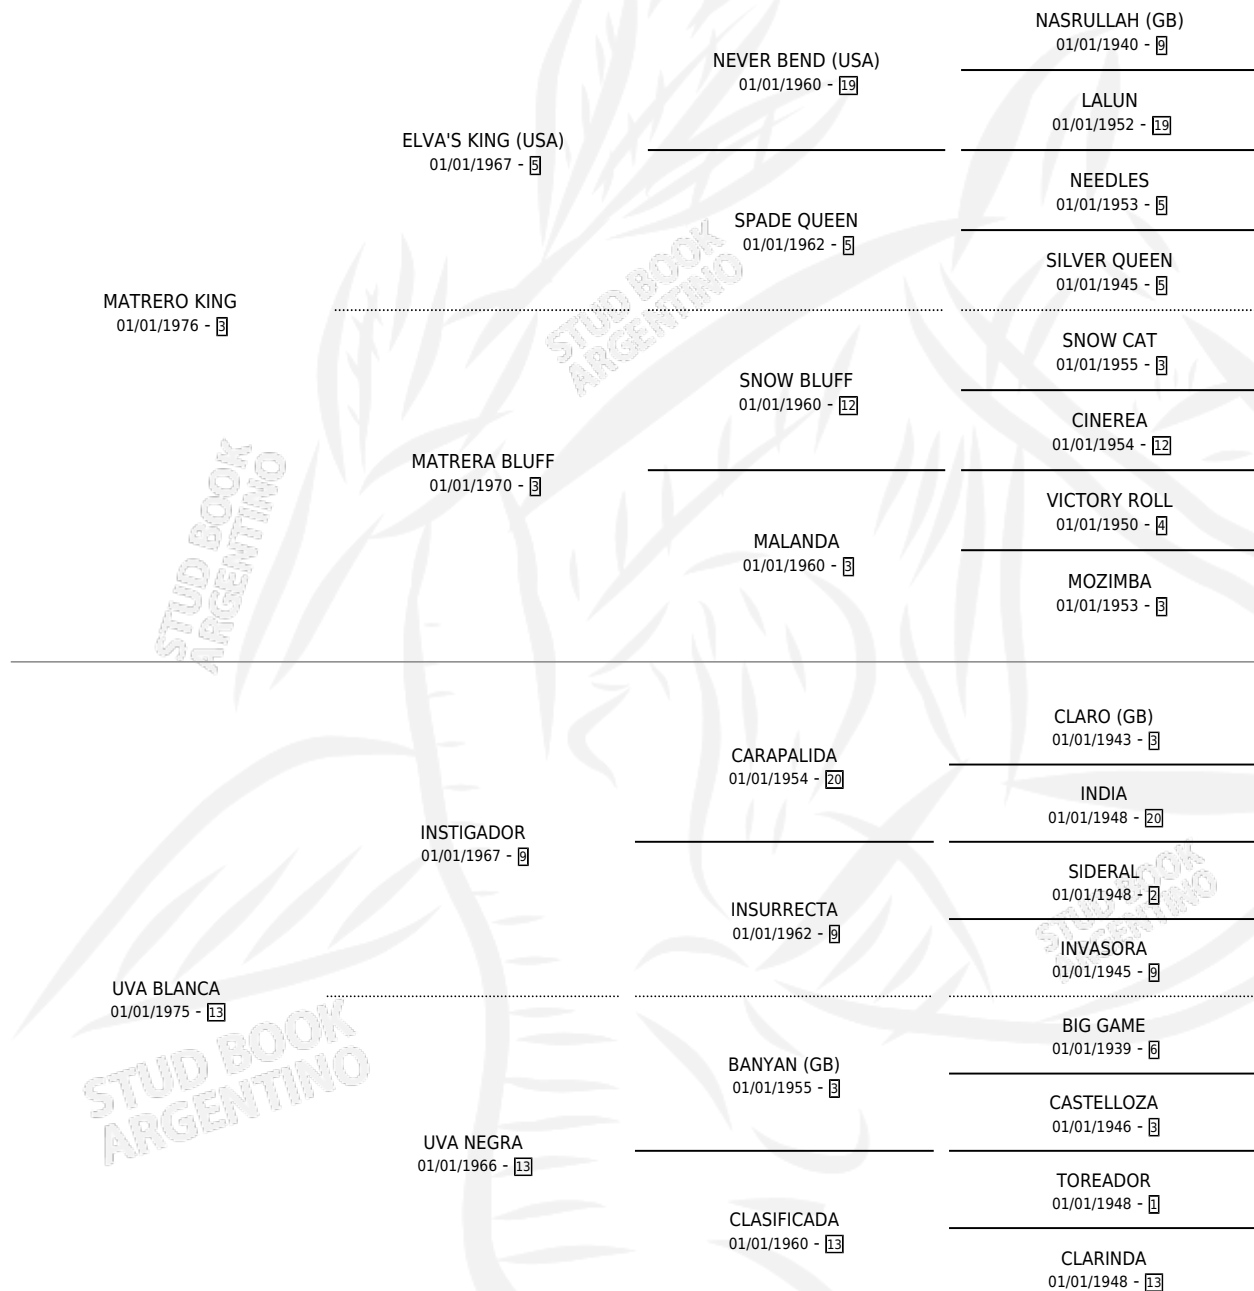 NASRULLAH (GB)
01/01/1940 - 9
NEVER BEND (USA)
01/01/1960 - 19
LALUN
01/01/1952 - 19
ELVA'S KING (USA)
01/01/1967 - 5
NEEDLES
01/01/1953 - 5
SPADE QUEEN
01/01/1962 - 5
SILVER QUEEN
01/01/1945 - 5
MATRERO KING
01/01/1976 - 3
STUD BOOK
ARGENTINO
SNOW CAT
01/01/1955 - 3
SNOW BLUFF
01/01/1960 - 12
CINEREA
01/01/1954 - 12
MATRERA BLUFF
01/01/1970 - 3
VICTORY ROLL
01/01/1950 - 4
MALANDA
01/01/1960 - 3
MOZIMBA
01/01/1953 - 3
STUD BOOK
ARGENTINO
CLARO (GB)
01/01/1943 - 3
CARAPALIDA
01/01/1954 - 20
INDIA
01/01/1948 - 20
INSTIGADOR
01/01/1967 - 9
SIDERAL
01/01/1948 - 2
INSURRECTA
01/01/1962 - 9
INVASORA
01/01/1945 - 9
STUD BOOK
ARGENTINO
UVA BLANCA
01/01/1975 - 13
BIG GAME
01/01/1939 - 6
BANYAN (GB)
01/01/1955 - 3
CASTELLOZA
01/01/1946 - 3
STUD BOOK
ARGENTINO
UVA NEGRA
01/01/1966 - 13
TOREADOR
01/01/1948 - 1
CLASIFICADA
01/01/1960 - 13
CLARINDA
01/01/1948 - 13